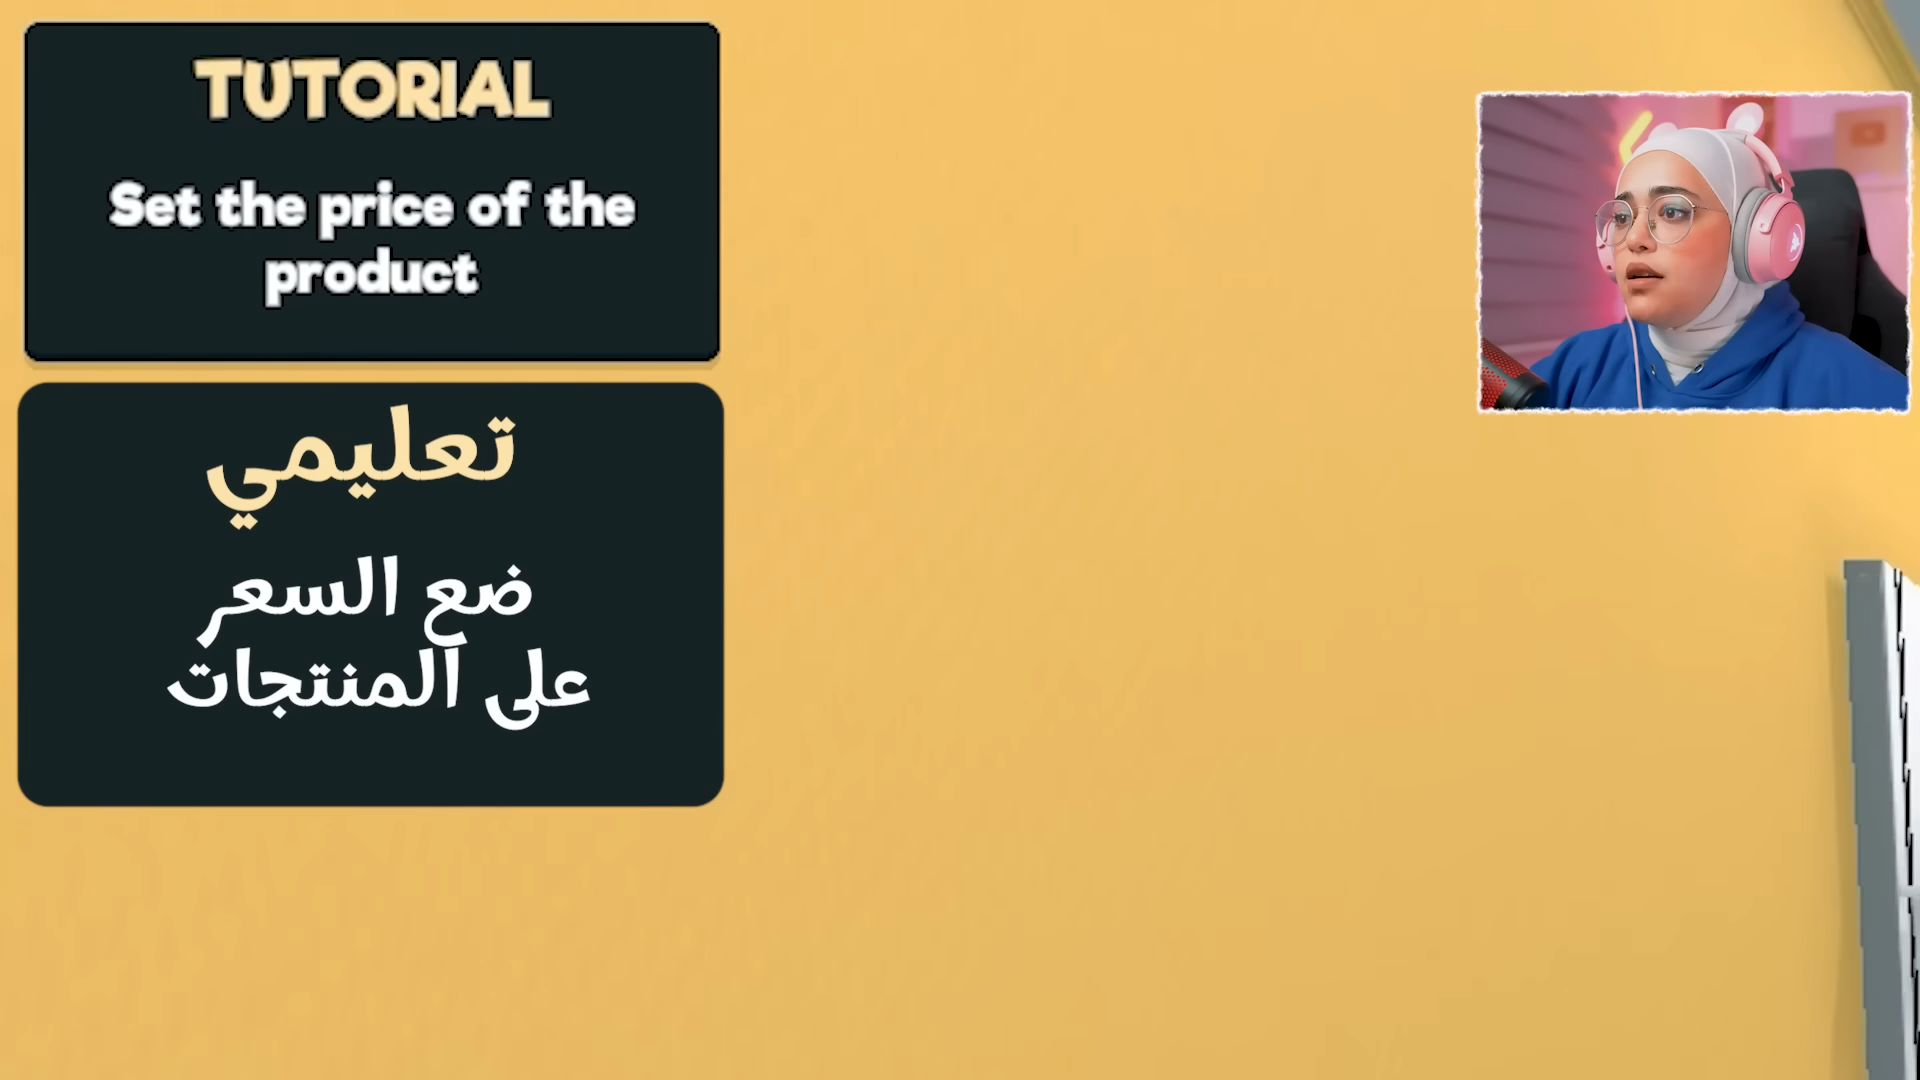 TUTORIAL
Set the price of the
product
تعليمي
ضع السعر
على المنتجات